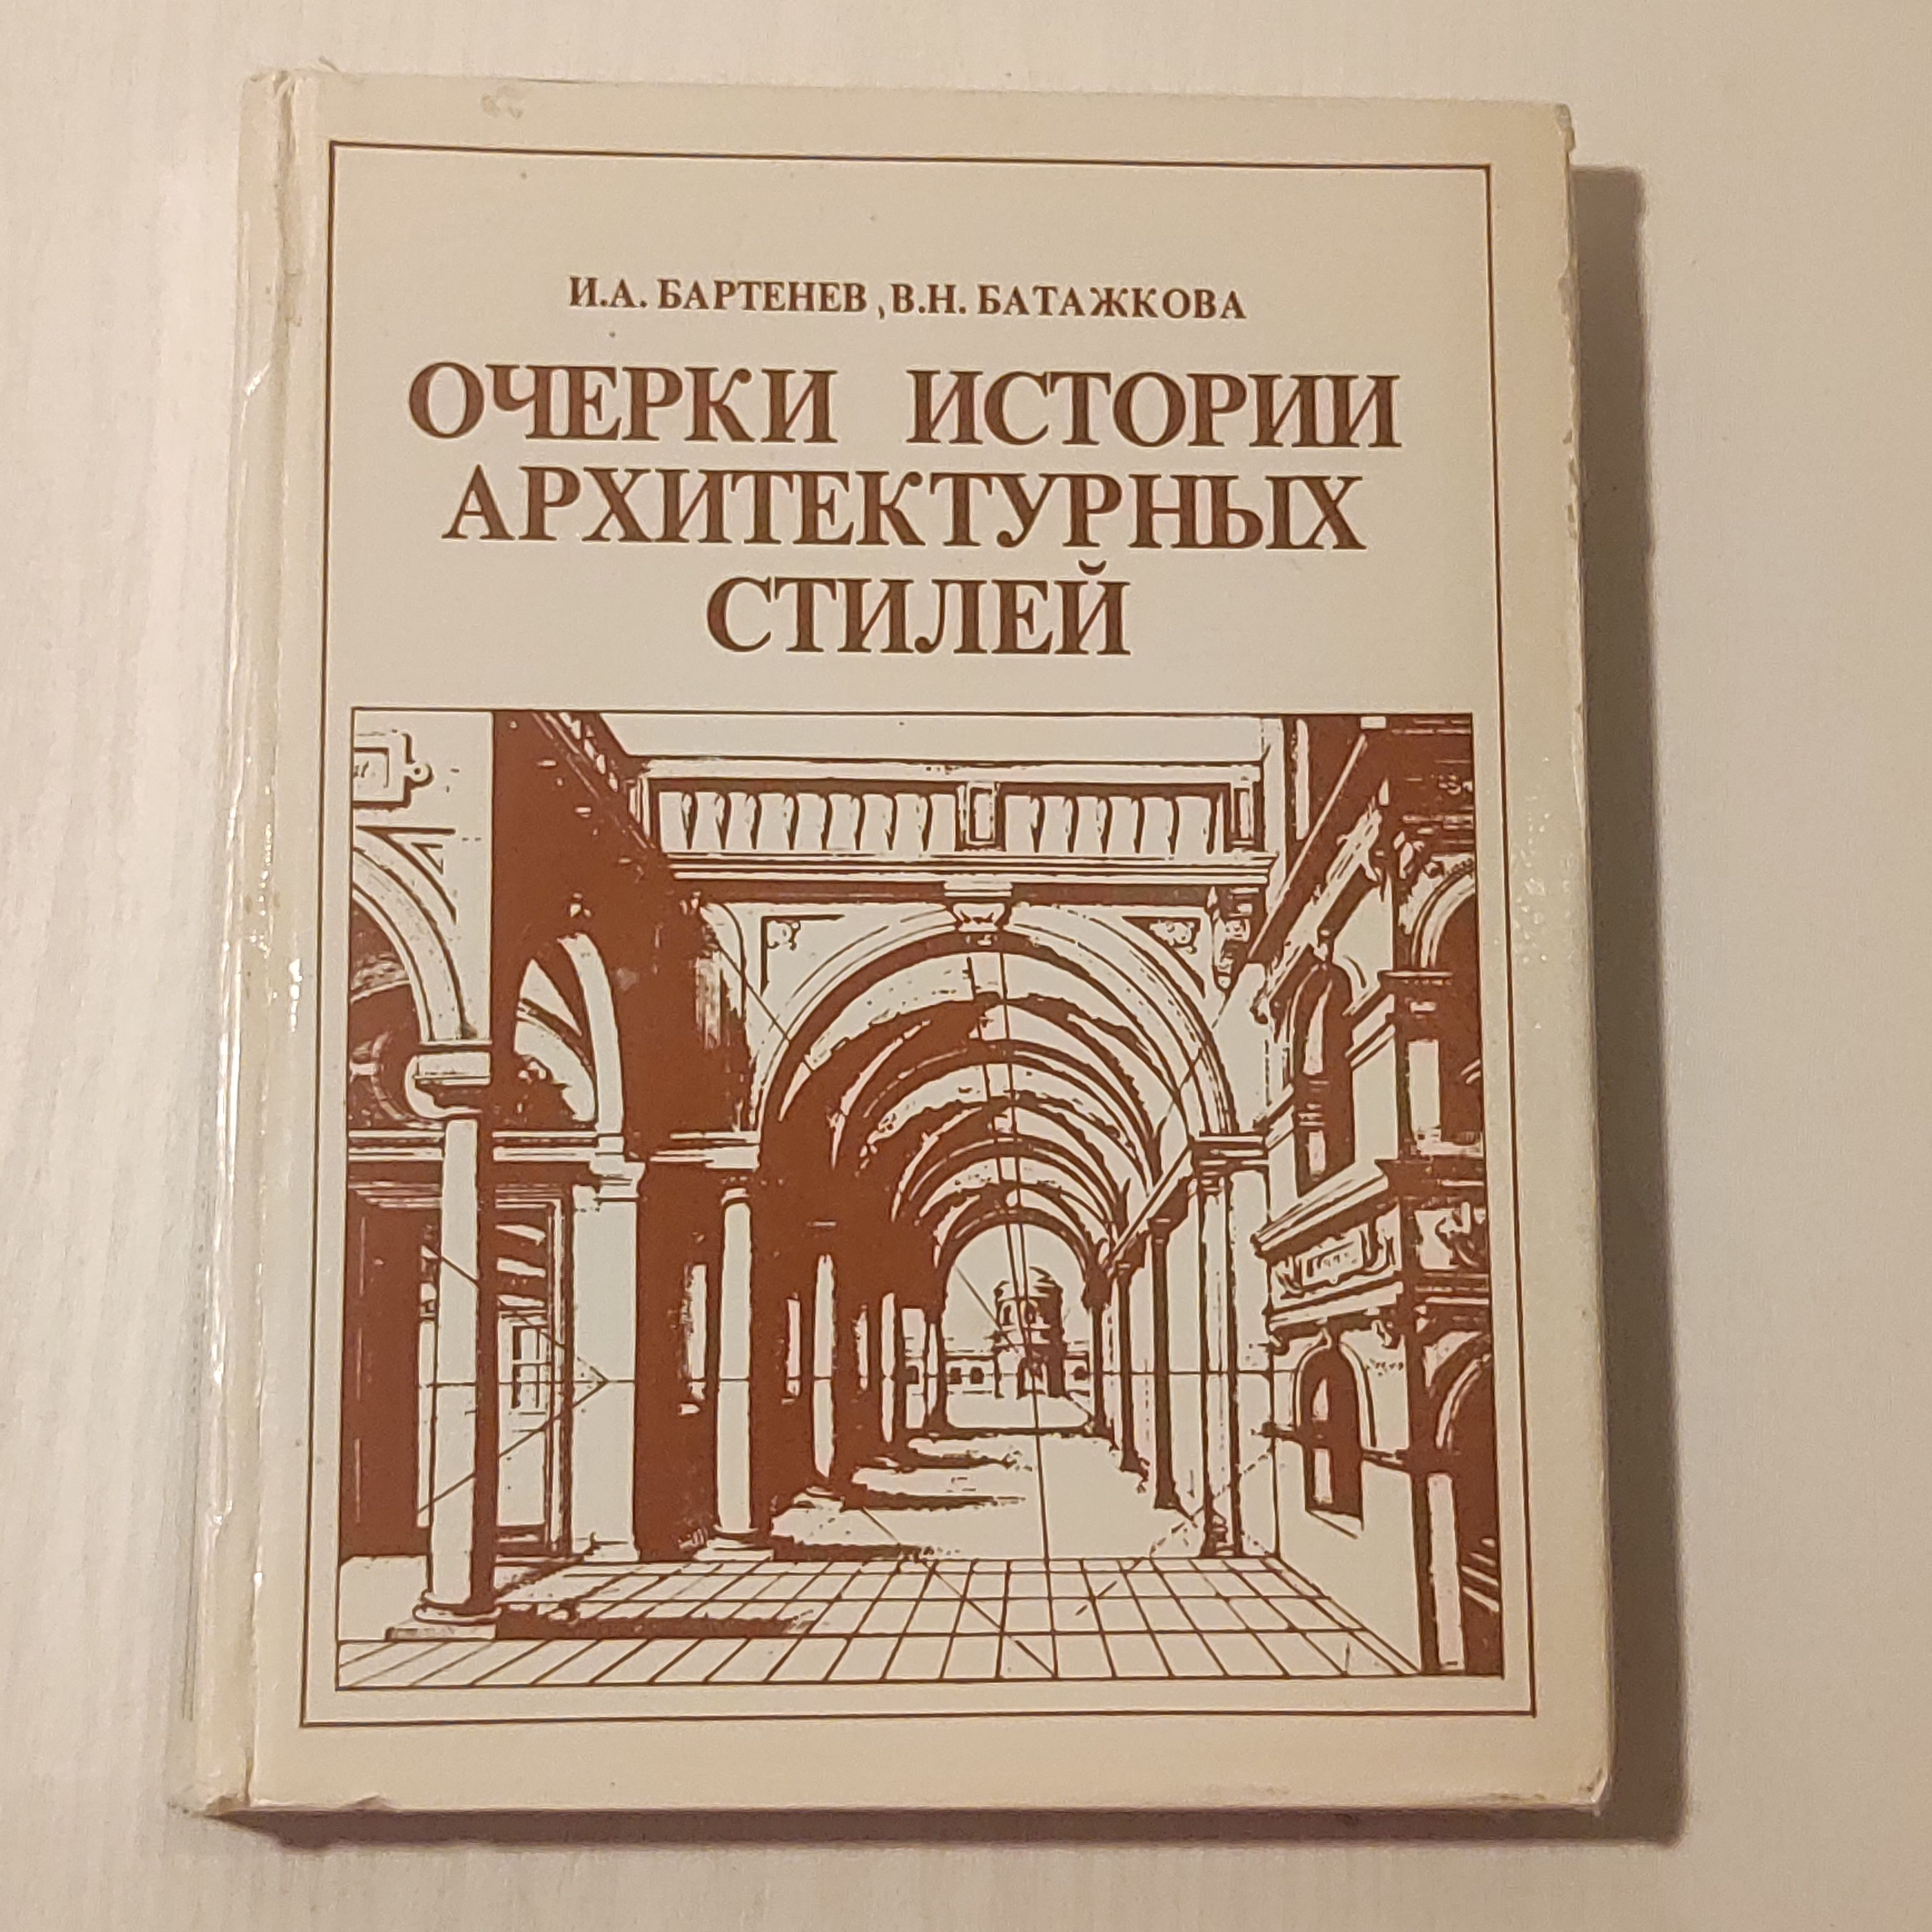 И.А. БАРТЕНЕВ, В.Н. БАТАЖКОВА
ОЧЕРКИ ИСТОРИИ
АРХИТЕКТУРНЫХ
СТИЛЕЙ